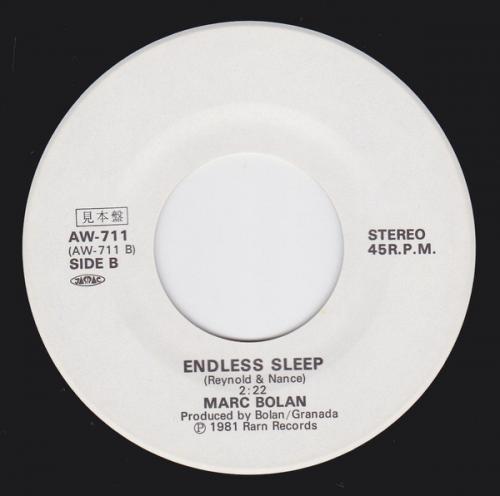 見本盤
AW-711
(AW-711 B)
SIDE B
JASRAC
STEREO
45R.P.M.
ENDLESS SLEEP
(Reynold & Nance)
2:22
MARC BOLAN
Produced by Bolan/Granada
Ⓟ 1981 Rarn Records